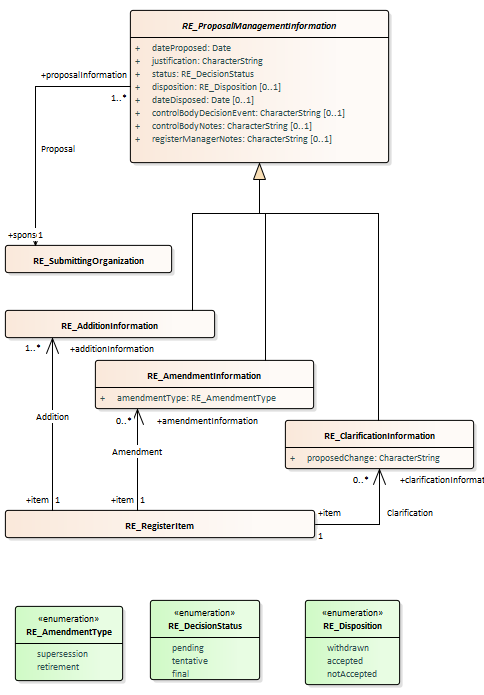 RE_ProposalManagementInformation
+ dateProposed: Date
+ justification: CharacterString
+ status: RE_DecisionStatus
+ disposition: RE_Disposition [0..1]
+ dateDisposed: Date [0..1]
+ controlBodyDecisionEvent: CharacterString [0..1]
+ controlBodyNotes: CharacterString [0..1]
+ registerManagerNotes: CharacterString [0..1]
+proposalInformation
1..*
Proposal
+spons 1
RE_SubmittingOrganization
RE_AdditionInformation
1..* +additionInformation
RE_AmendmentInformation
+ amendmentType: RE_AmendmentType
0..* +amendmentInformation
Addition
Amendment
RE_ClarificationInformation
+ proposedChange: CharacterString
0..* +clarificationInformat
+item 1
+item 1
RE_RegisterItem
+item
1
Clarification
«enumeration»
RE_AmendmentType
supersession
retirement
«enumeration»
RE_DecisionStatus
pending
tentative
final
«enumeration»
RE_Disposition
withdrawn
accepted
notAccepted